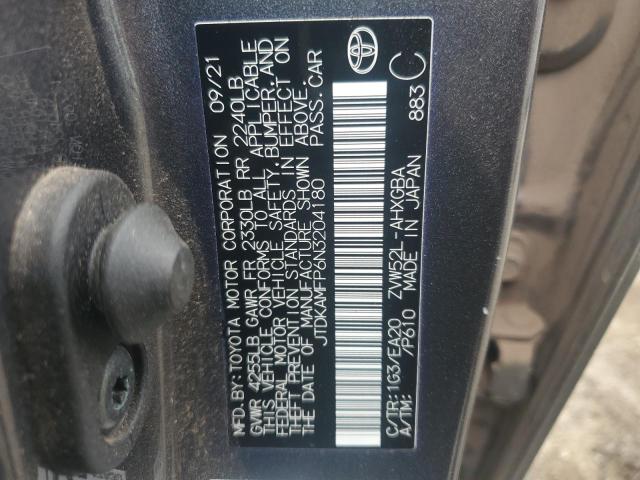 MFD. BY: TOYOTA MOTOR CORPORATION 09/21
GVWR 4255LB GAWR FR 2330LB RR 2240LB
THIS VEHICLE CONFORMS TO ALL APPLICABLE
FEDERAL MOTOR VEHICLE SAFETY, BUMPER, AND
THEFT PREVENTION STANDARDS IN EFFECT ON
THE DATE OF MANUFACTURE SHOWN ABOVE.
JTDKAMFP6N3204180 PASS. CAR
C/TR: 1G3/EA20 ZVW52L-AHXGBA
A/TM: /P610 MADE IN JAPAN
883
C